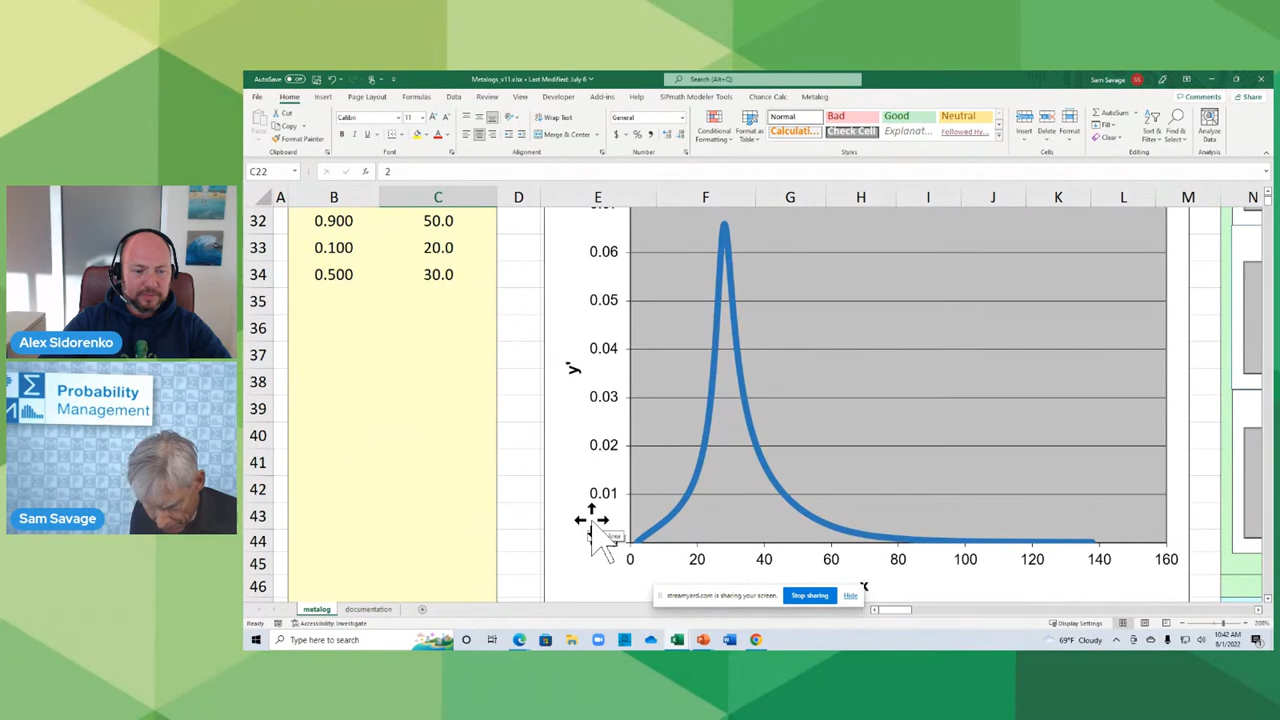 AutoSave Off
Metalogs_v11.xlsx • Last Modified: July 6
Search (Alt+Q)
Sam Savage SS
File Home Insert Page Layout Formulas Data Review View Developer Add-ins SIPmath Modeler Tools Chance Calc Metalog
Comments Share
Paste
Cut
Copy
Format Painter
Calibri 11
B I U
Wrap Text
Merge & Center
General
$ % ,
Conditional Formatting
Format as Table
Normal Bad Good Neutral
Calculati... Check Cell Explanat... Followed Hy...
Insert Delete Format
AutoSum
Fill
Clear
Sort & Filter
Find & Select
Analyze Data
Clipboard Font Alignment Number Styles Cells Editing Analysis
C22 fx 2
A B C D E F G H I J K L M N
32 0.900 50.0
33 0.100 20.0
34 0.500 30.0
35
36
37
38
39
40
41
42
43
44
45
46
0.06
0.05
0.04
0.03
0.02
0.01
y'
0 20 40 60 80 100 120 140 160
x
Alex Sidorenko
Probability
Management
Sam Savage
streamyard.com is sharing your screen. Stop sharing Hide
metalog documentation
Ready Accessibility: Investigate
Display Settings
208%
Type here to search
69°F Cloudy
10:42 AM
8/1/2022